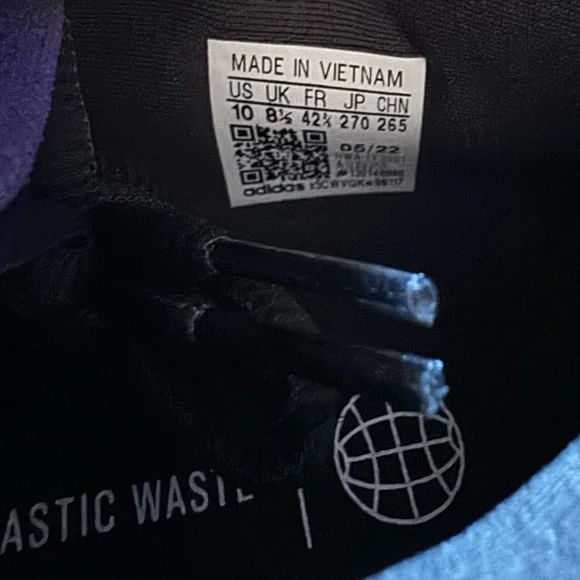 MADE IN VIETNAM
US UK FR JP CHN
10 8½ 42⅔ 270 265
05/22
adidas
ASTIC WASTE